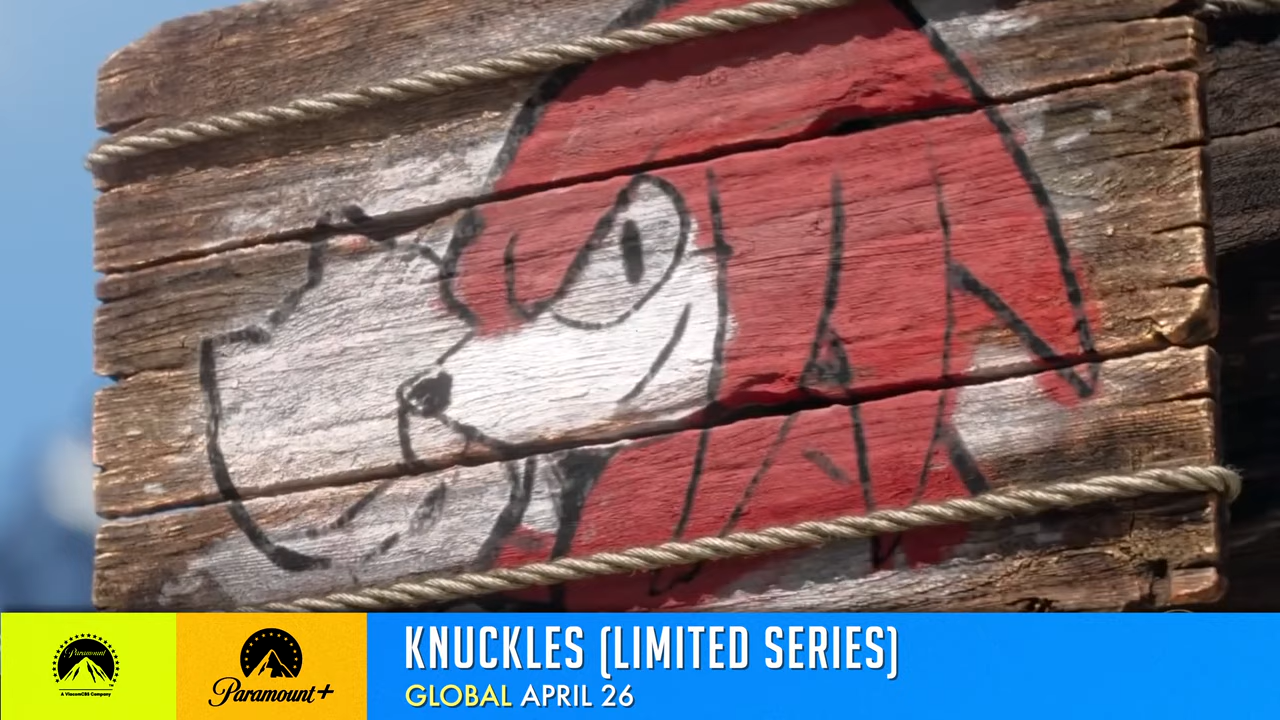 Paramount
A ViacomCBS Company
Paramount+
KNUCKLES (LIMITED SERIES)
GLOBAL APRIL 26